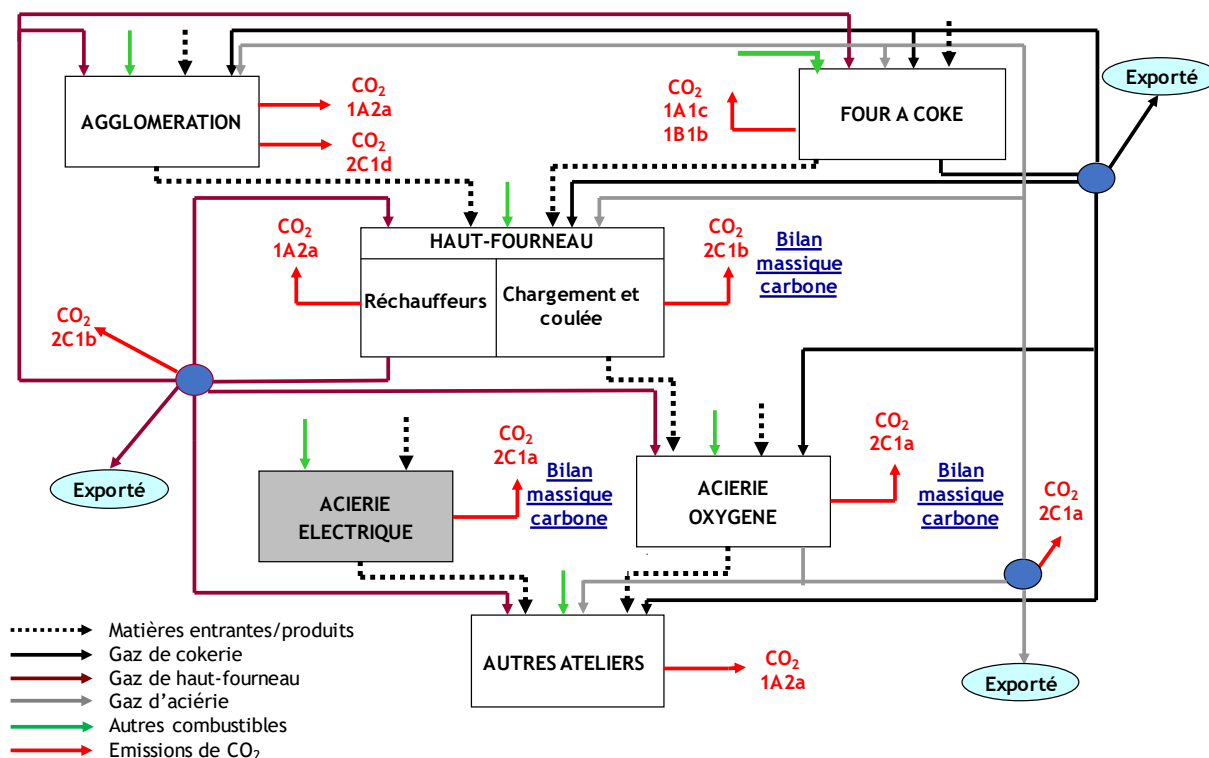 Exporté
CO₂
1A2a
AGGLOMERATION
CO₂
2C1d
CO₂
1A1c
1B1b
FOUR A COKE
CO₂
1A2a
HAUT-FOURNEAU
Réchauffeurs
Chargement et
coulée
CO₂
2C1b
Bilan
massique
carbone
CO₂
2C1b
Exporté
ACIERIE
ELECTRIQUE
CO₂
2C1a
Bilan
massique
carbone
ACIERIE
OXYGENE
CO₂
2C1a
Bilan
massique
carbone
CO₂
2C1a
AUTRES ATELIERS
CO₂
1A2a
Exporté
Matières entrantes/produits
Gaz de cokerie
Gaz de haut-fourneau
Gaz d'aciérie
Autres combustibles
Emissions de CO₂